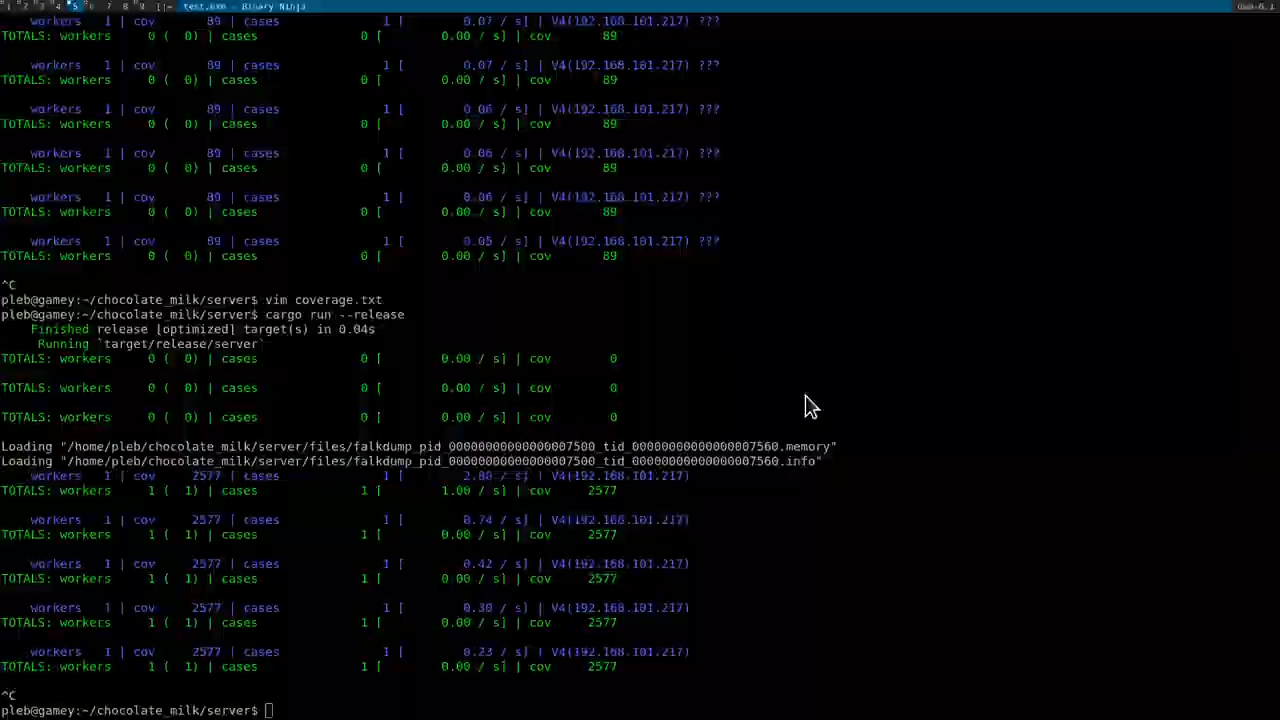 1 2 3 4 5 6 7 8 9 []= test.exe - Binary Ninja
workers 1 | cov 89 | cases 1 [ 0.07 / s] | V4(192.168.101.217) ???
TOTALS: workers 0 ( 0) | cases 0 [ 0.00 / s] | cov 89
workers 1 | cov 89 | cases 1 [ 0.07 / s] | V4(192.168.101.217) ???
TOTALS: workers 0 ( 0) | cases 0 [ 0.00 / s] | cov 89
workers 1 | cov 89 | cases 1 [ 0.06 / s] | V4(192.168.101.217) ???
TOTALS: workers 0 ( 0) | cases 0 [ 0.00 / s] | cov 89
workers 1 | cov 89 | cases 1 [ 0.06 / s] | V4(192.168.101.217) ???
TOTALS: workers 0 ( 0) | cases 0 [ 0.00 / s] | cov 89
workers 1 | cov 89 | cases 1 [ 0.06 / s] | V4(192.168.101.217) ???
TOTALS: workers 0 ( 0) | cases 0 [ 0.00 / s] | cov 89
workers 1 | cov 89 | cases 1 [ 0.05 / s] | V4(192.168.101.217) ???
TOTALS: workers 0 ( 0) | cases 0 [ 0.00 / s] | cov 89
^C
pleb@gamey:~/chocolate_milk/server$ vim coverage.txt
pleb@gamey:~/chocolate_milk/server$ cargo run --release
Finished release [optimized] target(s) in 0.04s
Running `target/release/server`
TOTALS: workers 0 ( 0) | cases 0 [ 0.00 / s] | cov 0
TOTALS: workers 0 ( 0) | cases 0 [ 0.00 / s] | cov 0
TOTALS: workers 0 ( 0) | cases 0 [ 0.00 / s] | cov 0
Loading "/home/pleb/chocolate_milk/server/files/falkdump_pid_00000000000000007500_tid_00000000000000007560.memory"
Loading "/home/pleb/chocolate_milk/server/files/falkdump_pid_00000000000000007500_tid_00000000000000007560.info"
workers 1 | cov 2577 | cases 1 [ 2.80 / s] | V4(192.168.101.217)
TOTALS: workers 1 ( 1) | cases 1 [ 1.00 / s] | cov 2577
workers 1 | cov 2577 | cases 1 [ 0.74 / s] | V4(192.168.101.217)
TOTALS: workers 1 ( 1) | cases 1 [ 0.00 / s] | cov 2577
workers 1 | cov 2577 | cases 1 [ 0.42 / s] | V4(192.168.101.217)
TOTALS: workers 1 ( 1) | cases 1 [ 0.00 / s] | cov 2577
workers 1 | cov 2577 | cases 1 [ 0.30 / s] | V4(192.168.101.217)
TOTALS: workers 1 ( 1) | cases 1 [ 0.00 / s] | cov 2577
workers 1 | cov 2577 | cases 1 [ 0.23 / s] | V4(192.168.101.217)
TOTALS: workers 1 ( 1) | cases 1 [ 0.00 / s] | cov 2577
^C
pleb@gamey:~/chocolate_milk/server$